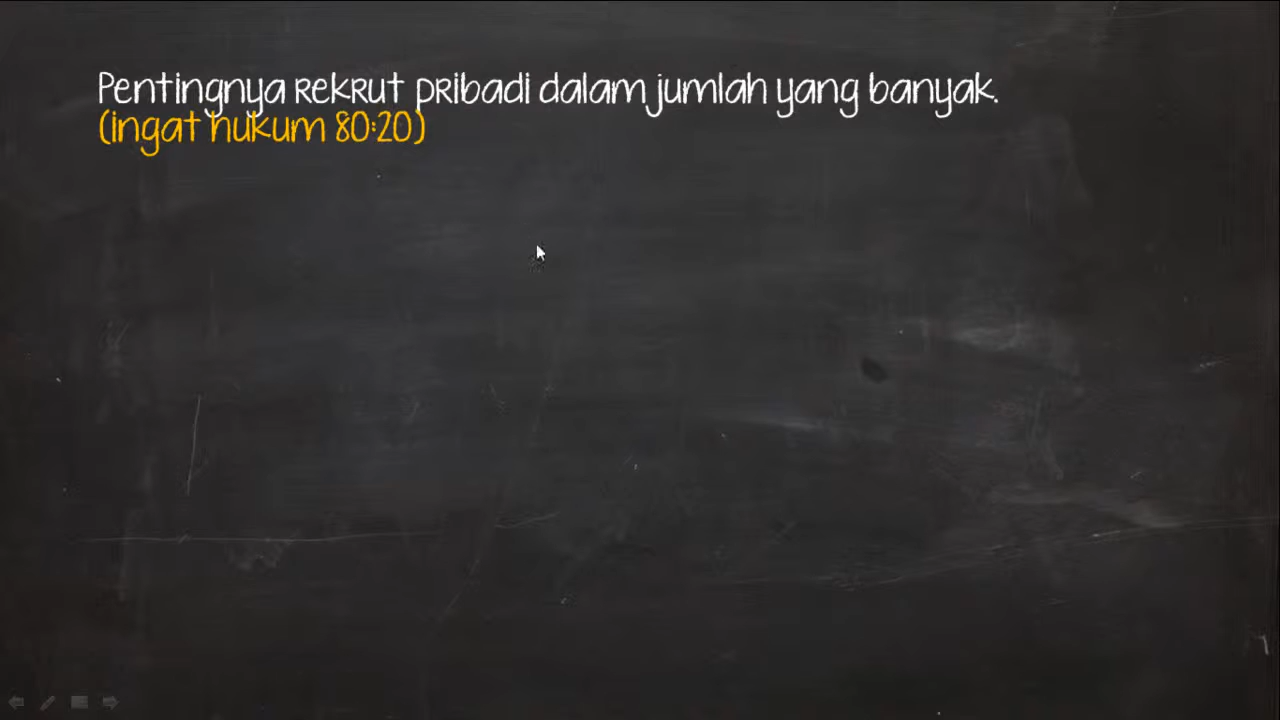 Pentingnya rekrut pribadi dalam jumlah yang banyak.
(ingat hukum 80:20)